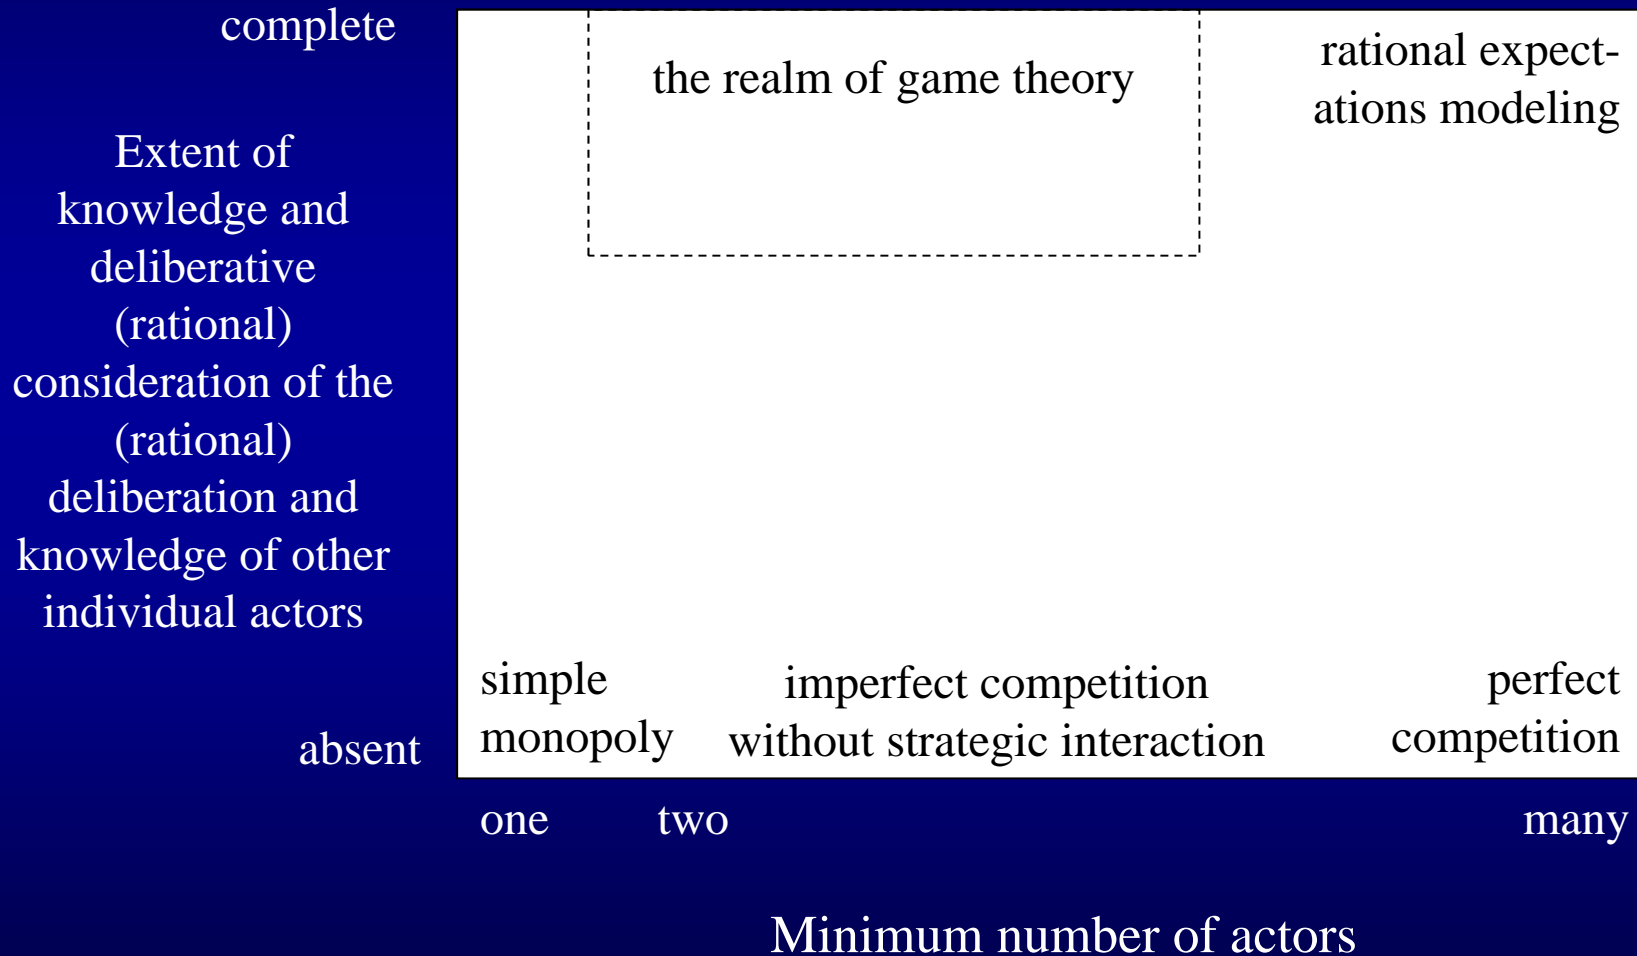 complete
Extent of
knowledge and
deliberative
(rational)
consideration of the
(rational)
deliberation and
knowledge of other
individual actors
absent
the realm of game theory
rational expect-
ations modeling
simple
monopoly
imperfect competition
without strategic interaction
perfect
competition
one
two
many
Minimum number of actors